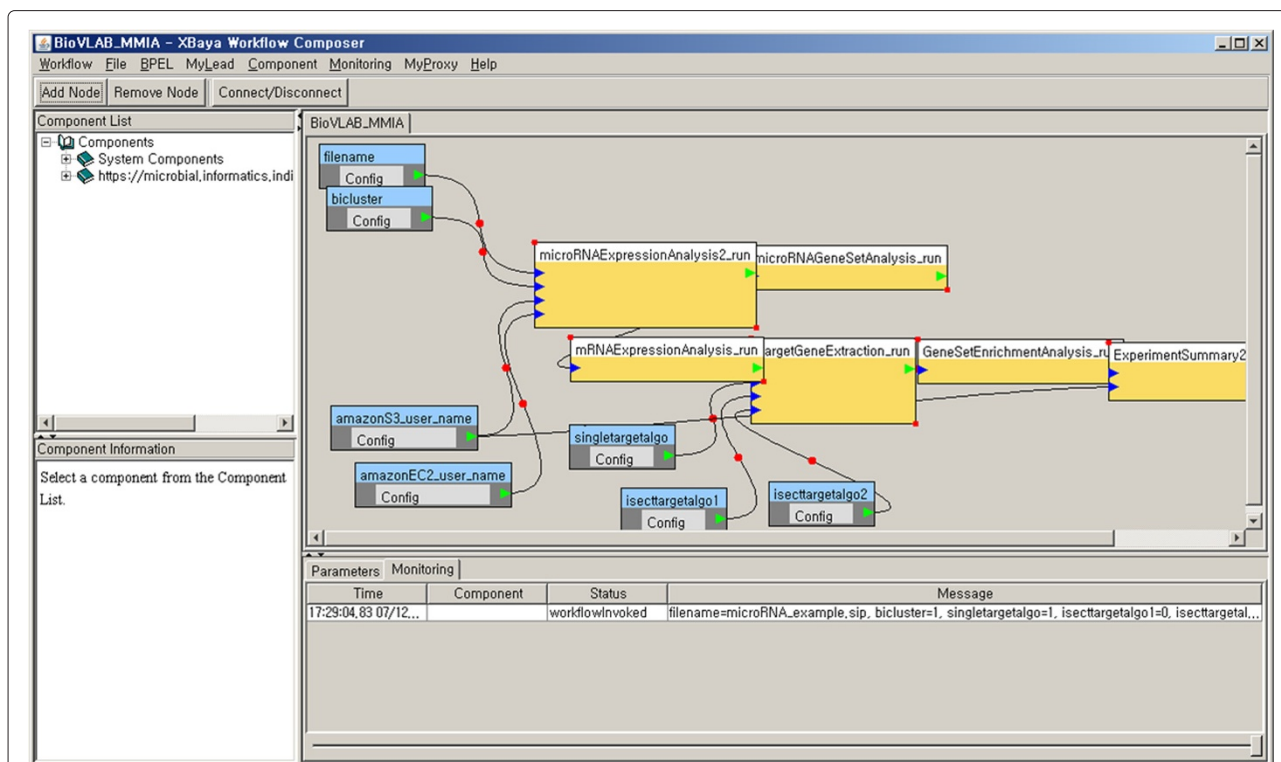 BioVLAB_MMIA - XBaya Workflow Composer
Workflow File BPEL MyLead Component Monitoring MyProxy Help
Add Node Remove Node Connect/Disconnect
Component List
Components
System Components
https://microbial.informatics.indi
Component Information
Select a component from the Component
List.
BioVLAB_MMIA
filename
Config
bicluster
Config
microRNAExpressionAnalysis2_run
microRNAGeneSetAnalysis_run
mRNAExpressionAnalysis_run
argetGeneExtraction_run
GeneSetEnrichmentAnalysis_ru
ExperimentSummary2
amazonS3_user_name
Config
singletargetalgo
Config
amazonEC2_user_name
Config
isecttargetalgo1
Config
isecttargetalgo2
Config
Parameters Monitoring
Time Component Status Message
17:29:04.83 07/12... workflowInvoked filename=microRNA_example.sip, bicluster=1, singletargetalgo=1, isecttargetalgo1=0, isecttargetal...